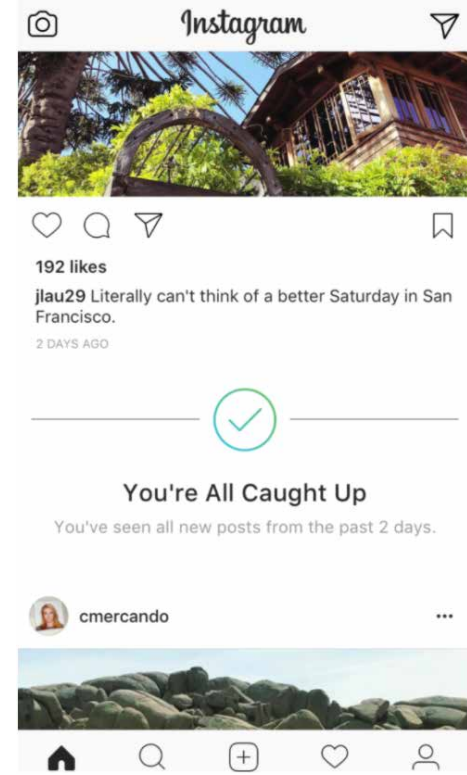 Instagram
192 likes
jlau29 Literally can't think of a better Saturday in San
Francisco.
2 DAYS AGO
You're All Caught Up
You've seen all new posts from the past 2 days.
cmercando